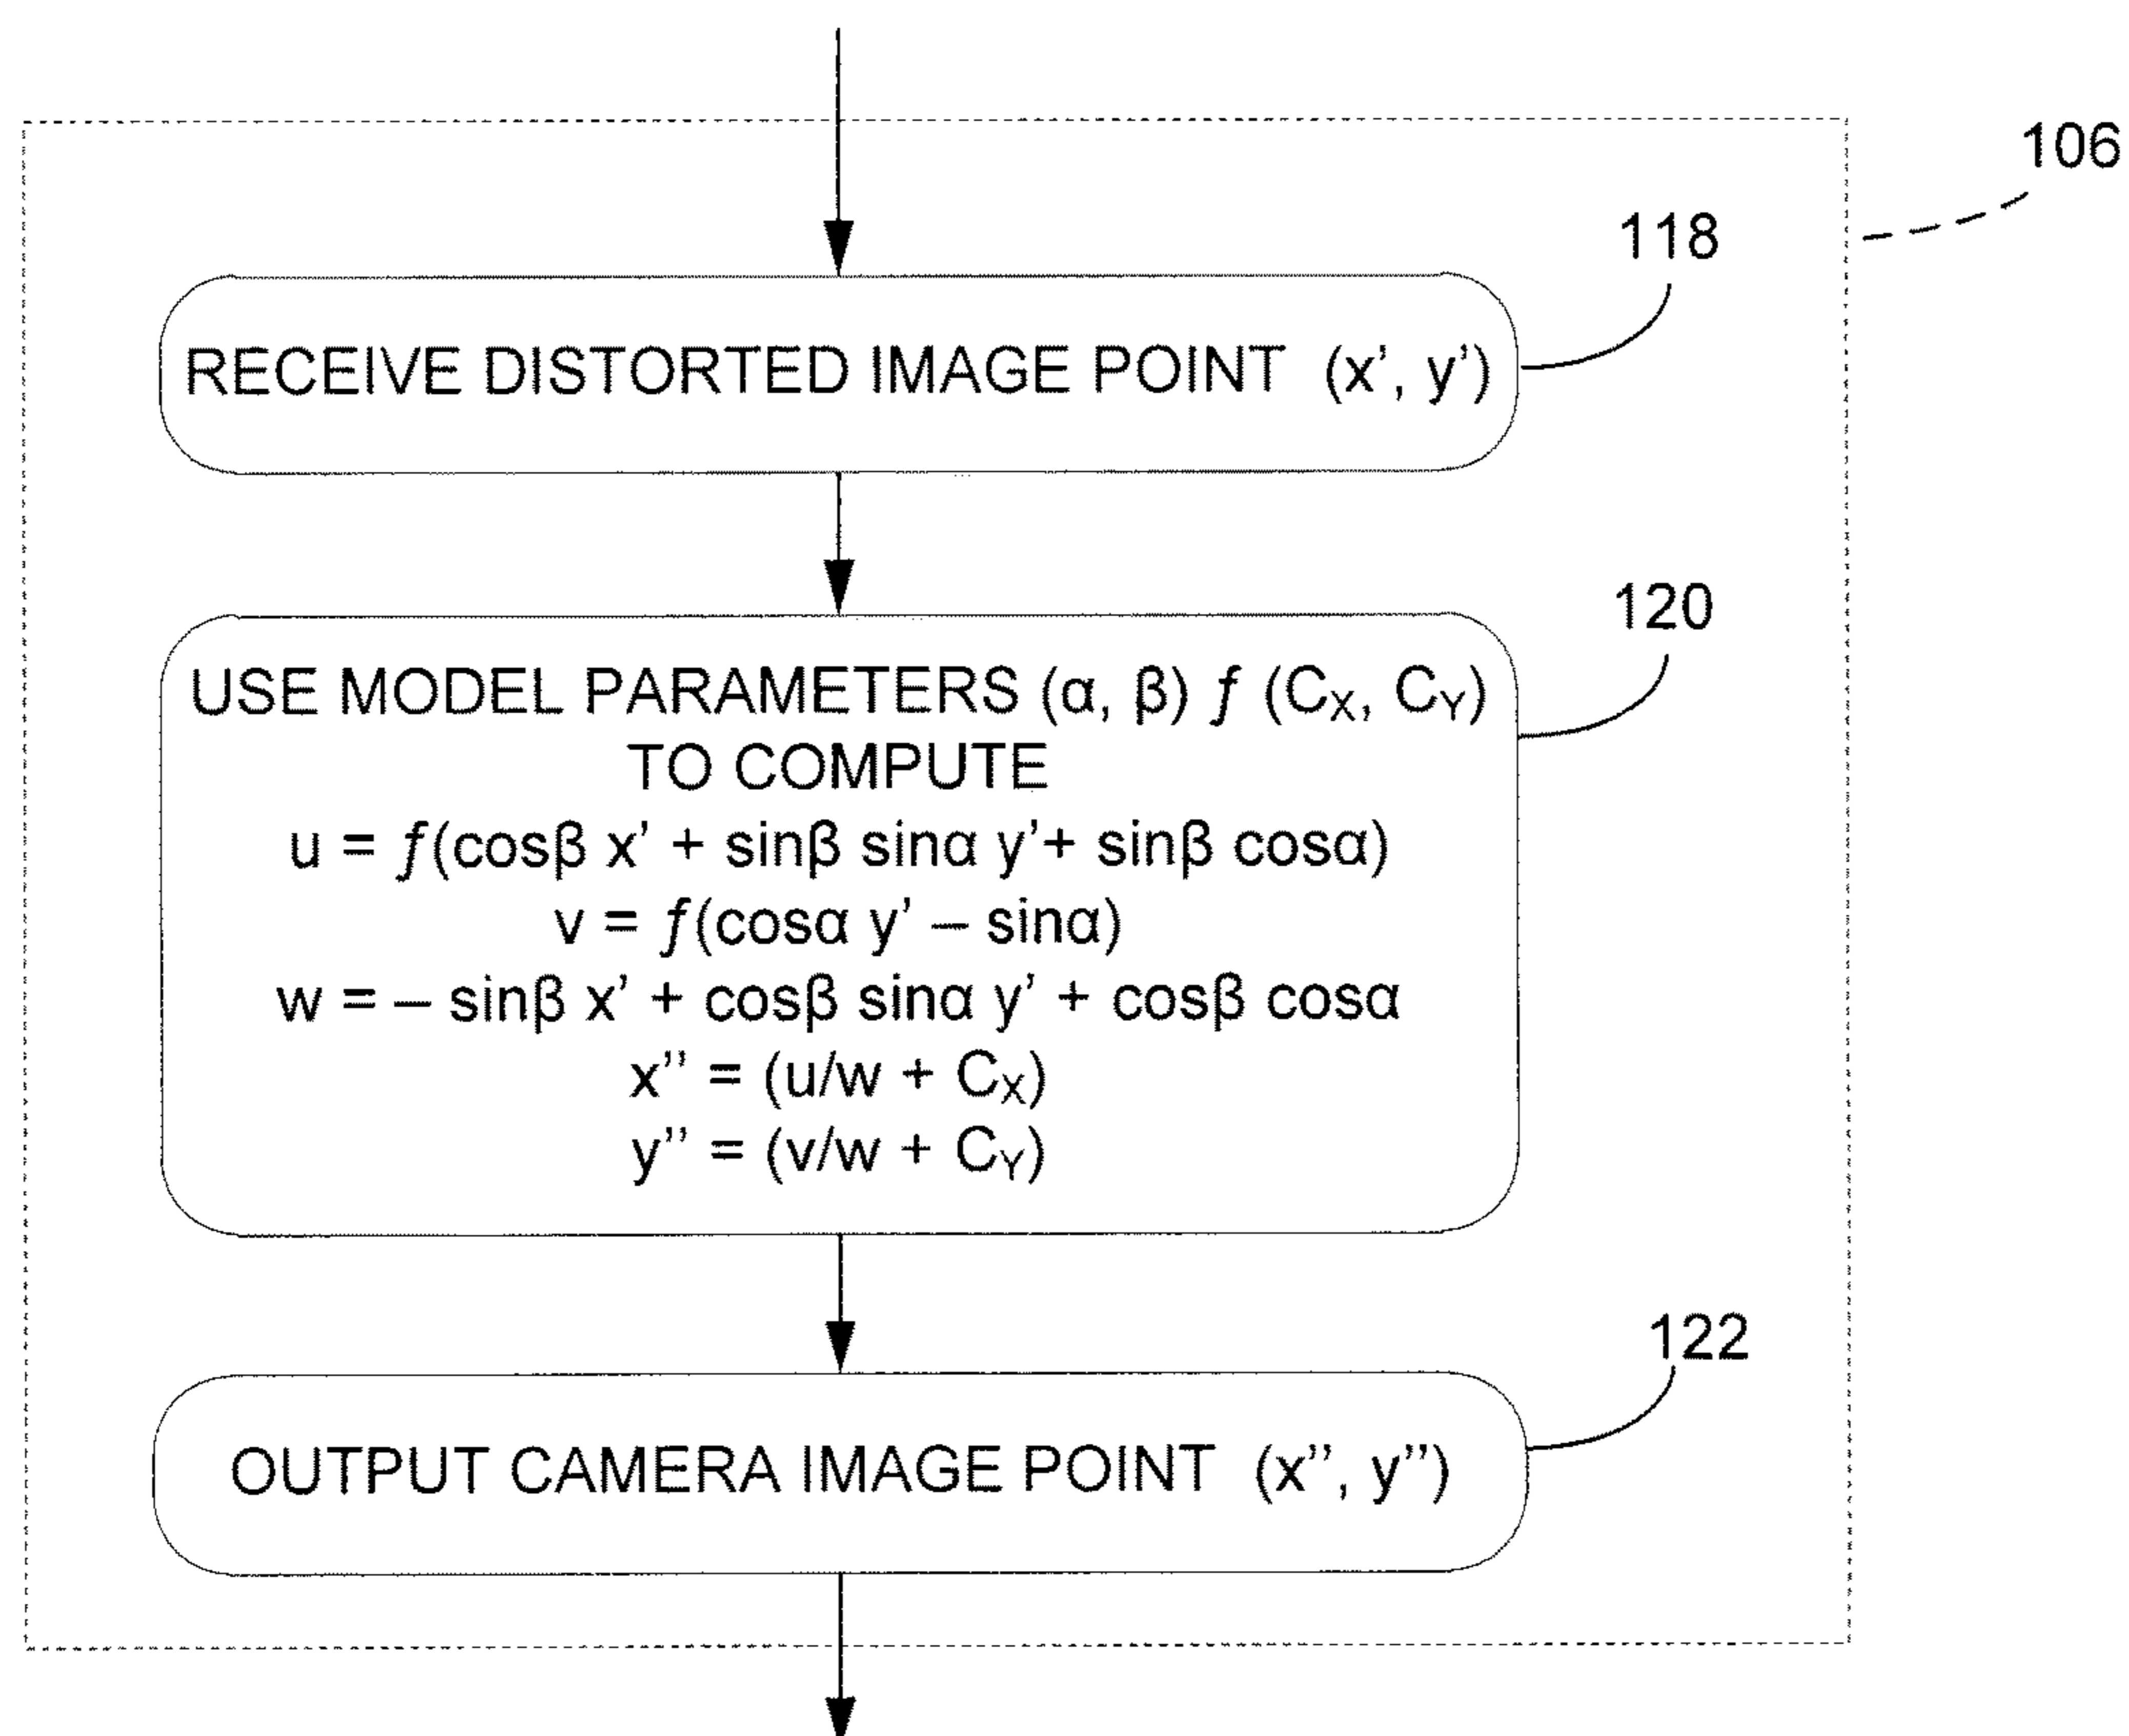 106
118
RECEIVE DISTORTED IMAGE POINT (x’, y’)
120
USE MODEL PARAMETERS (α, β) ƒ (CX, CY)
TO COMPUTE
u = ƒ(cosβ x’ + sinβ sinα y’+ sinβ cosα)
v = ƒ(cosα y’ – sinα)
w = – sinβ x’ + cosβ sinα y’ + cosβ cosα
x’’ = (u/w + CX)
y’’ = (v/w + CY)
122
OUTPUT CAMERA IMAGE POINT (x’’, y’’)